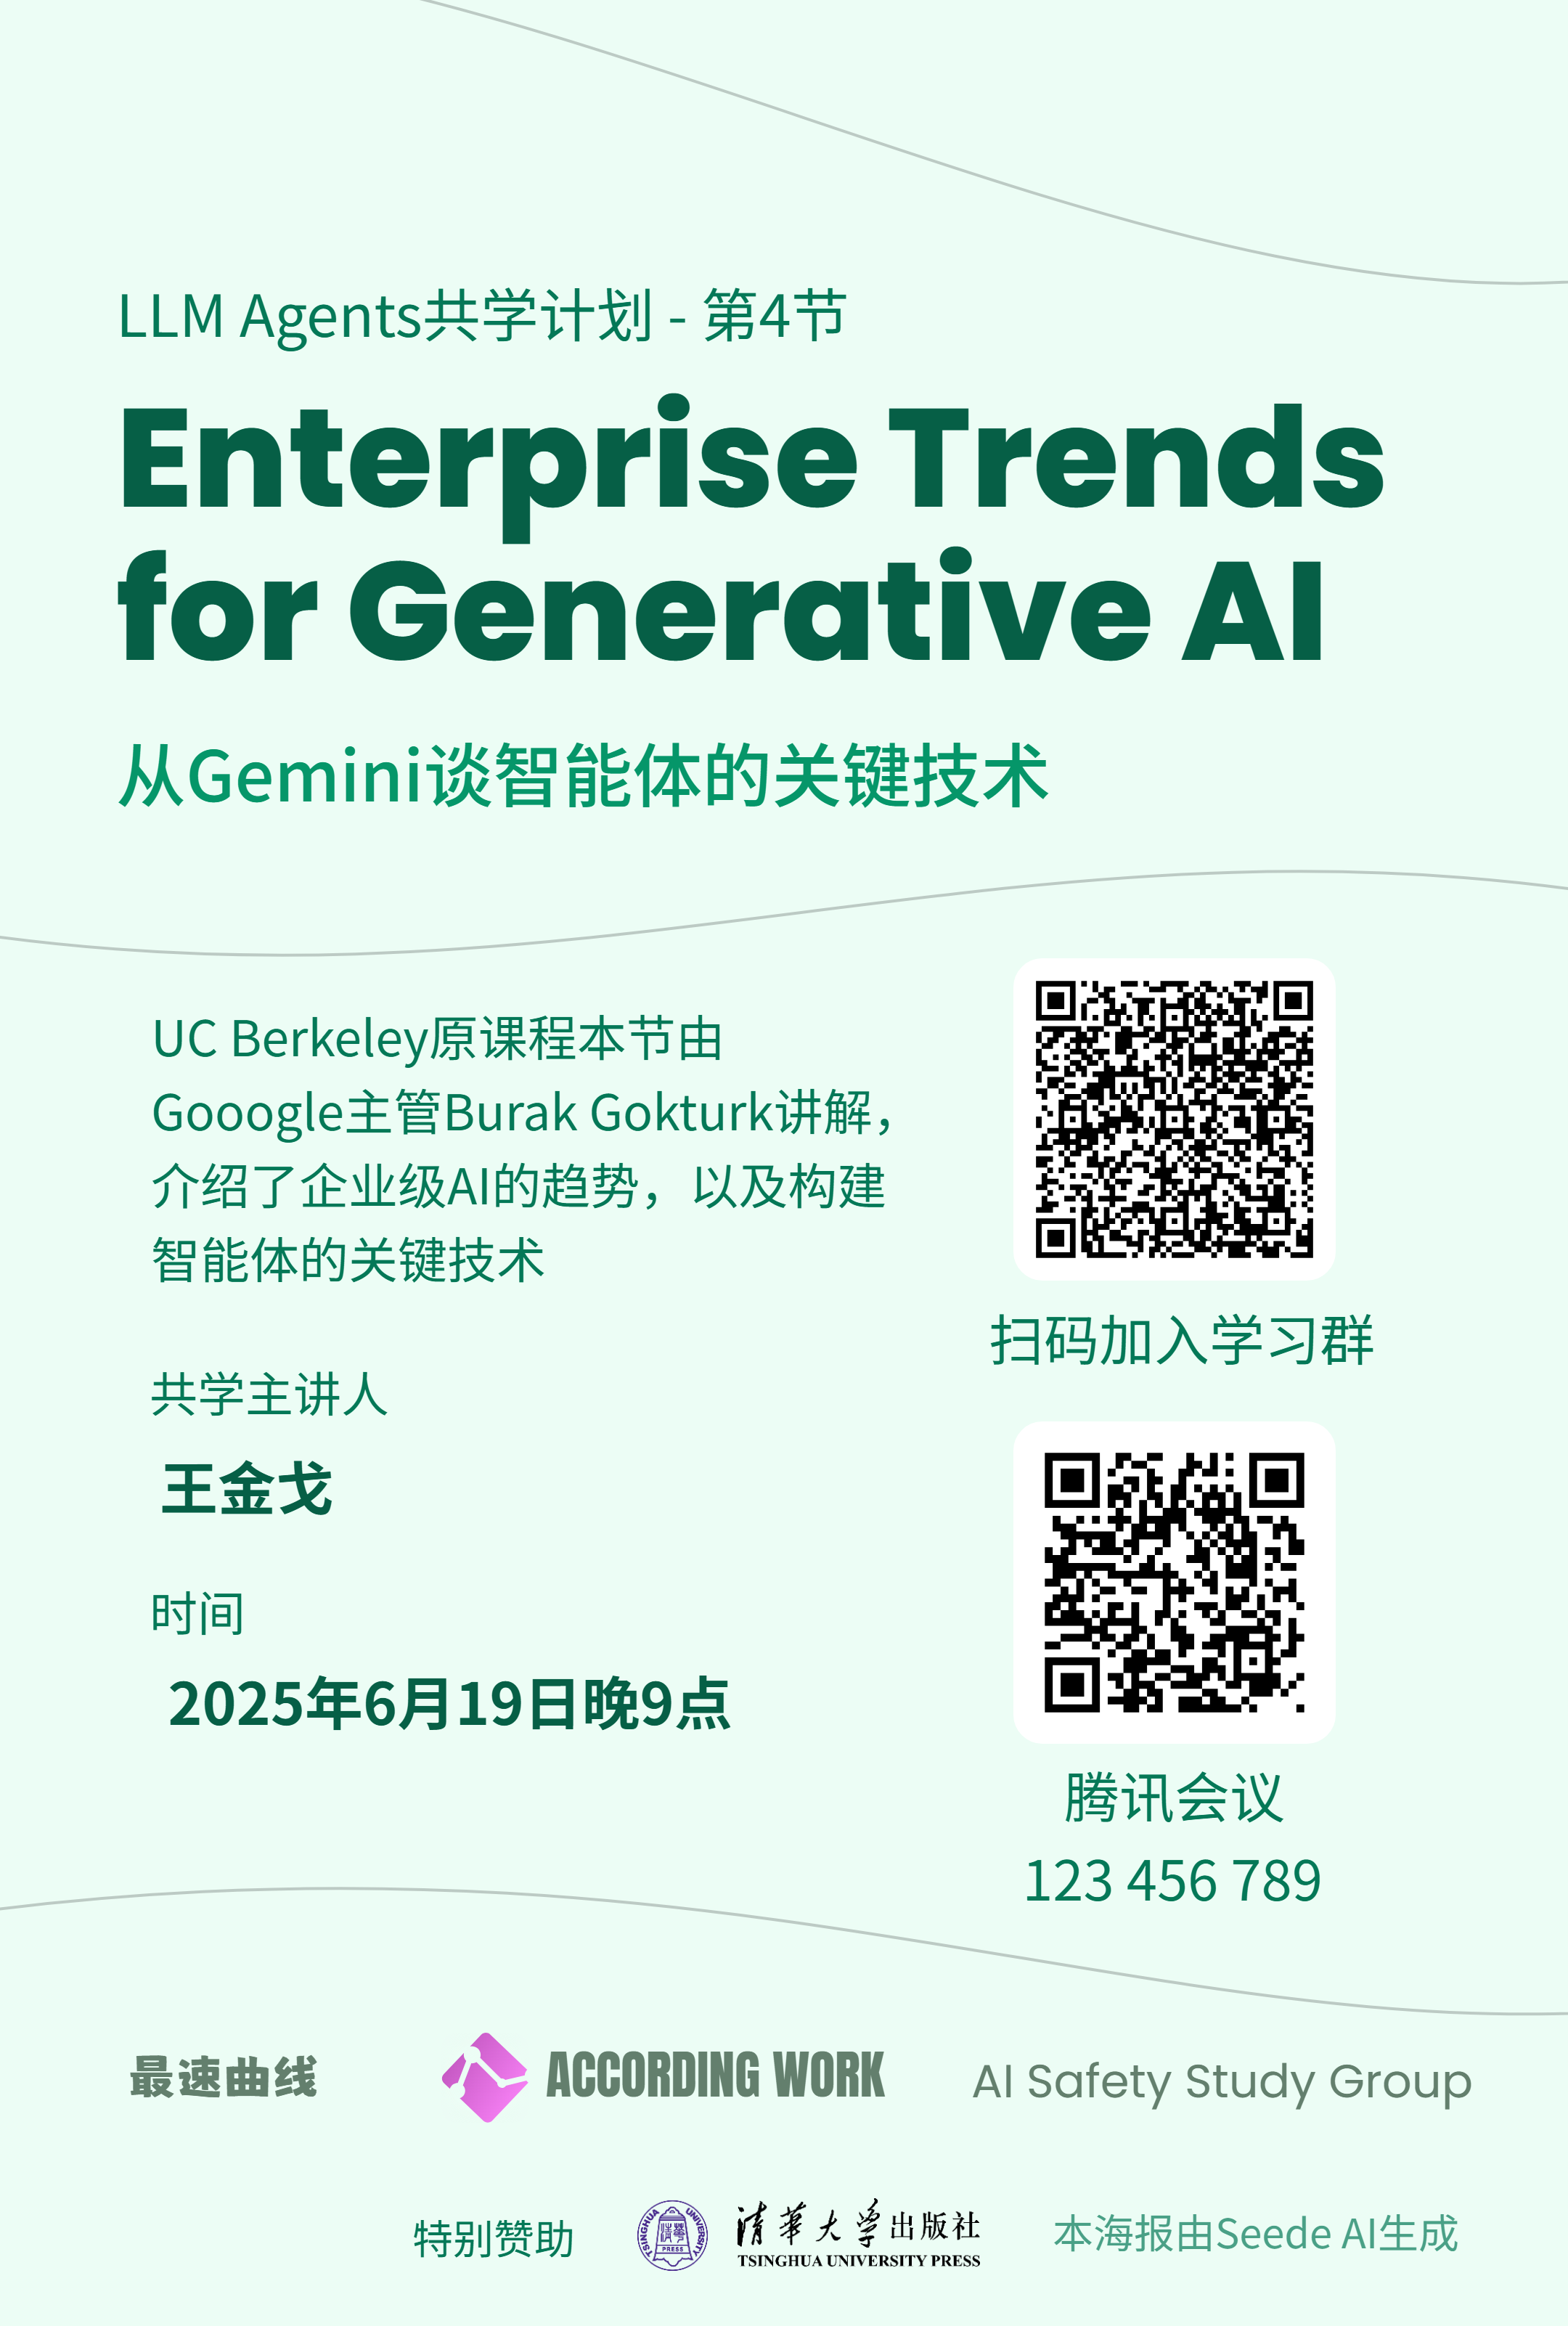 LLM Agents共学计划 - 第4节
Enterprise Trends
for Generative AI
从Gemini谈智能体的关键技术
UC Berkeley原课程本节由
Gooogle主管Burak Gokturk讲解，
介绍了企业级AI的趋势，以及构建
智能体的关键技术
共学主讲人
王金戈
时间
2025年6月19日晚9点
扫码加入学习群
腾讯会议
123 456 789
最速曲线
ACCORDING WORK
AI Safety Study Group
特别赞助
TSINGHUA UNIVERSITY
PRESS
清華大学出版社
TSINGHUA UNIVERSITY PRESS
本海报由Seede AI生成